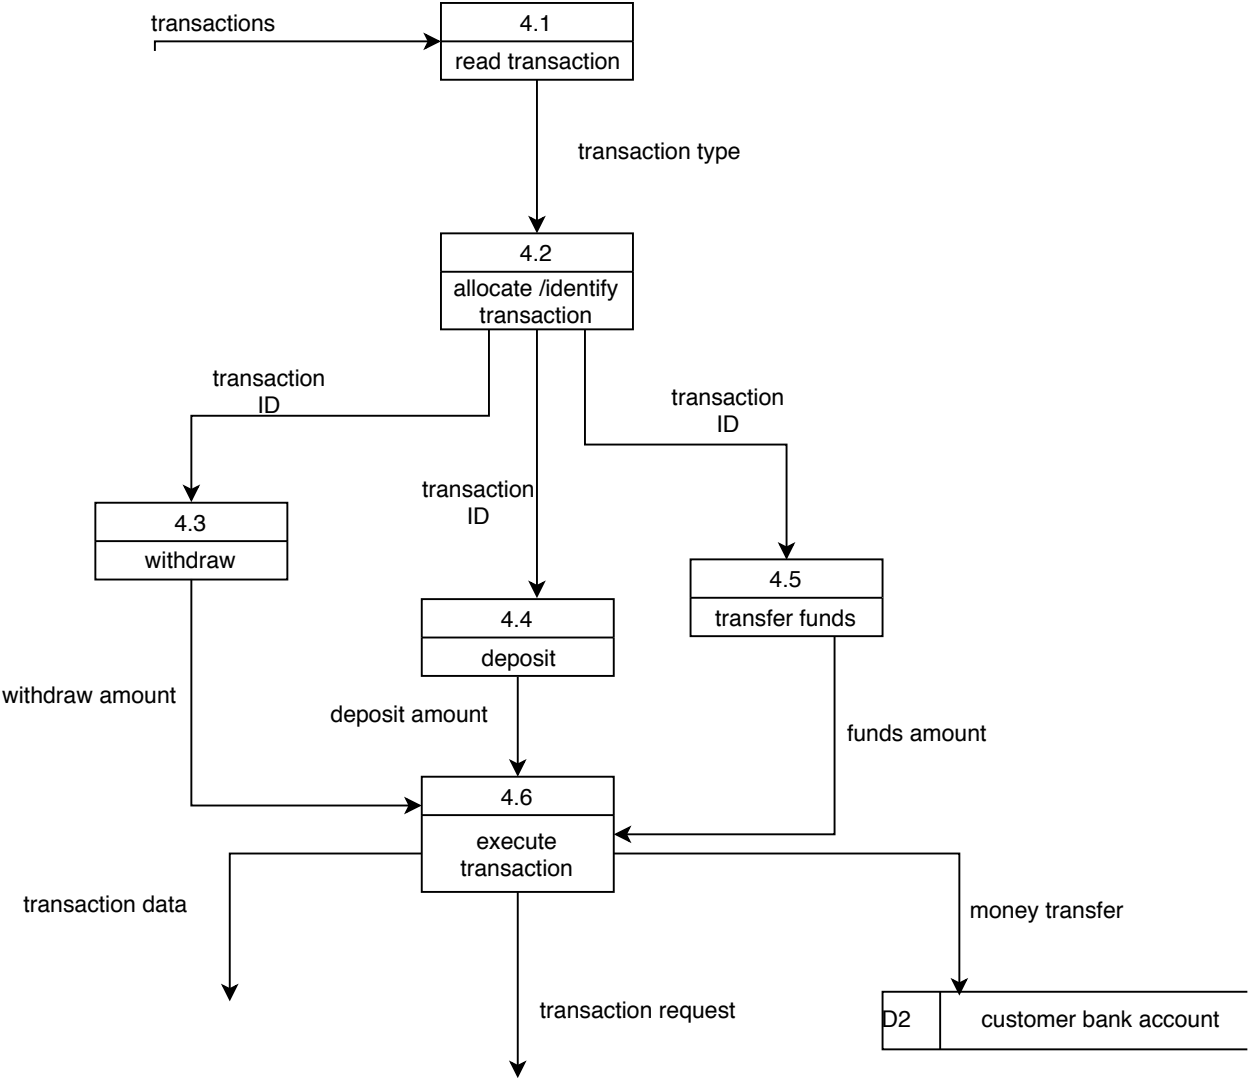 transactions
4.1
read transaction
transaction type
4.2
allocate /identify
transaction
transaction
ID
transaction
ID
transaction
ID
4.3
withdraw
4.5
transfer funds
4.4
deposit
withdraw amount
deposit amount
funds amount
4.6
execute
transaction
transaction data
money transfer
transaction request
D2
customer bank account